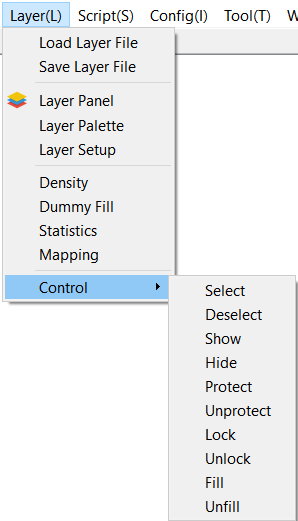 Layer(L) Script(S) Config(I) Tool(T)
Load Layer File
Save Layer File
Layer Panel
Layer Palette
Layer Setup
Density
Dummy Fill
Statistics
Mapping
Control
Select
Deselect
Show
Hide
Protect
Unprotect
Lock
Unlock
Fill
Unfill